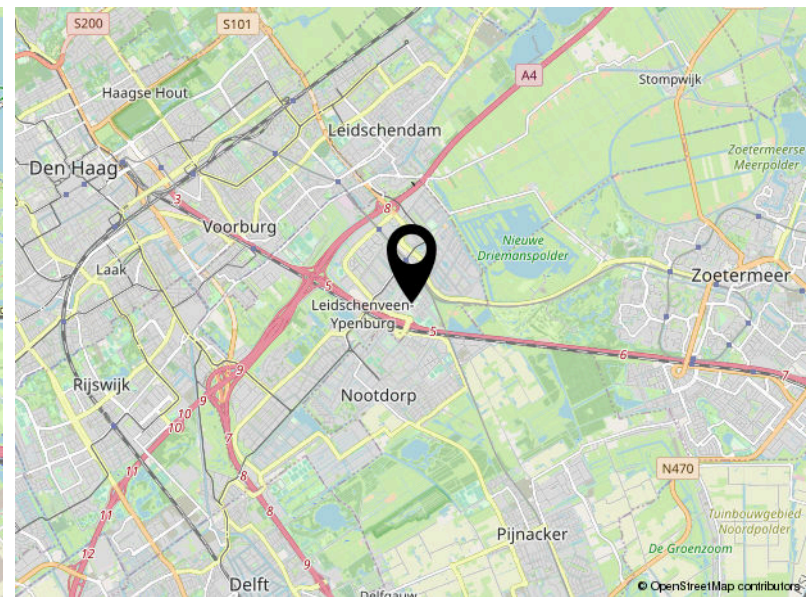 S200
S101
A4
Stompwijk
Haagse Hout
Leidschendam
Zoetermeerse
Meerpolder
Den Haag
3
8
Voorburg
Nieuwe
Driemanspolder
Laak
5
Zoetermeer
Leidschenveen-
Ypenburg
5
6
9
7
Rijswijk
9
10
10
Nootdorp
7
N470
11
8
11
8
Tuinbouwgebied
Noordpolder
Pijnacker
De Groenzoom
12
9
Delft
Delfgauw
© OpenStreetMap contributors